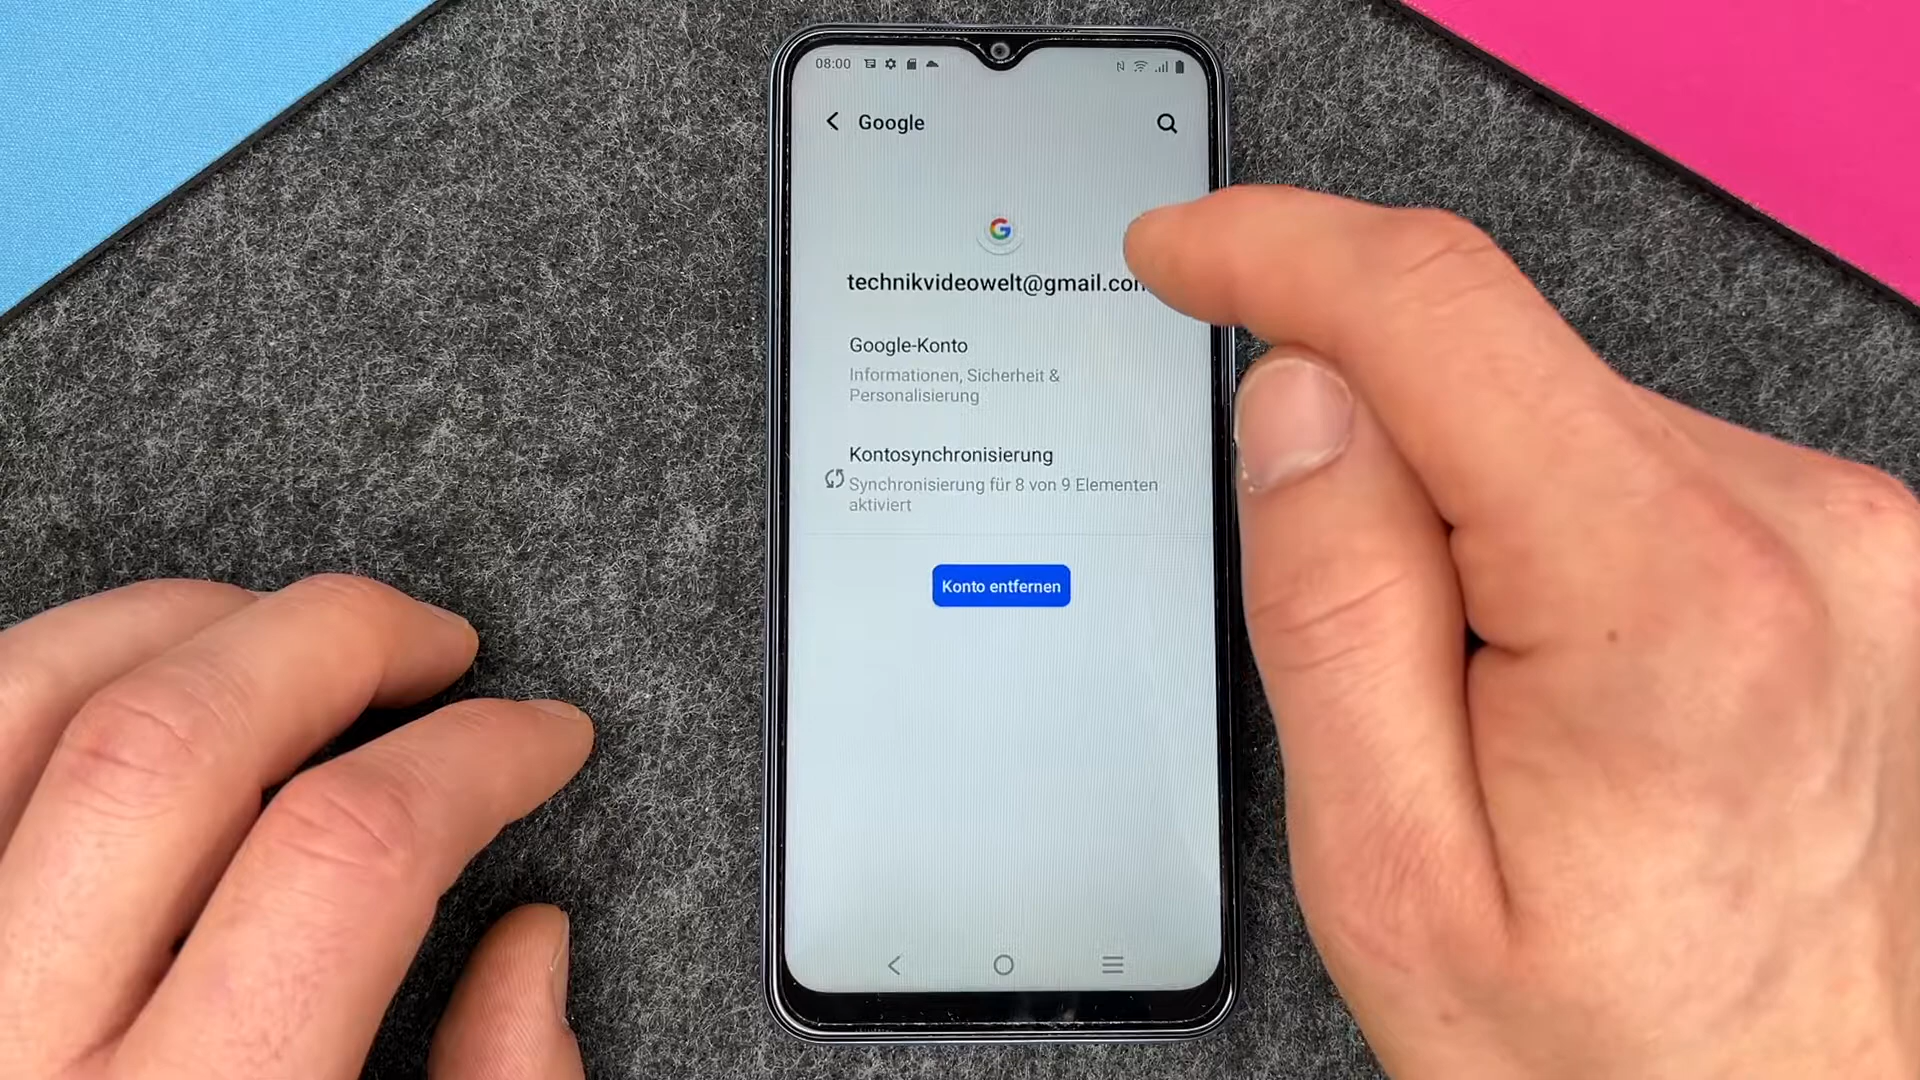 08:00
Google
G
technikvideowelt@gmail.com
Google-Konto
Informationen, Sicherheit &
Personalisierung
Kontosynchronisierung
Synchronisierung für 8 von 9 Elementen
aktiviert
Konto entfernen